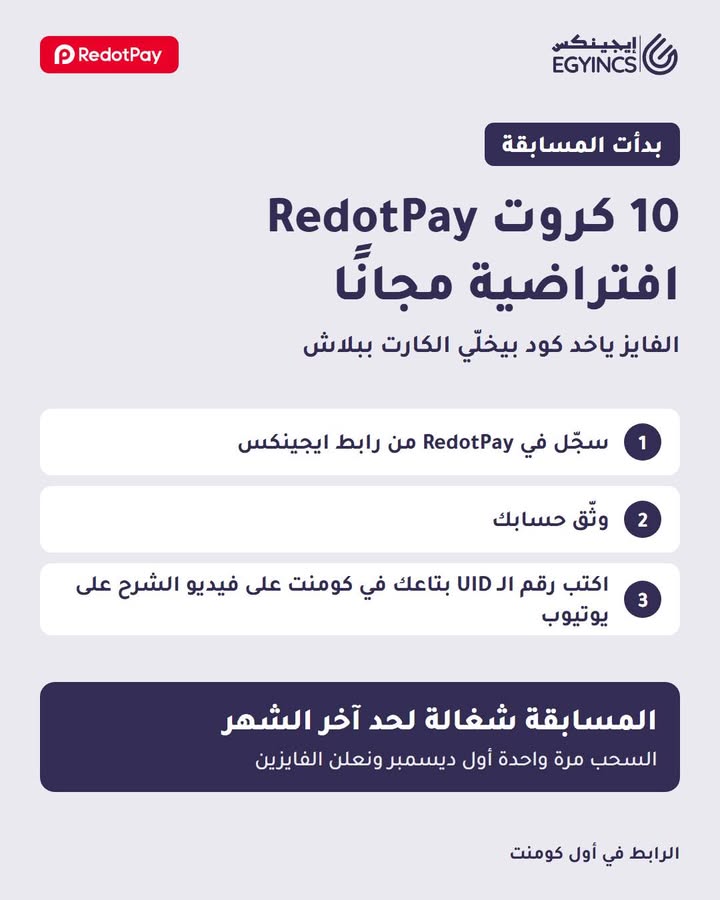 RedotPay
إيجينكس
EGYINCS
بدأت المسابقة
10 كروت RedotPay
افتراضية مجانًا
الفايز ياخد كود بيخلّي الكارت ببلاش
1 سجّل في RedotPay من رابط ايجينكس
2 وثّق حسابك
3 اكتب رقم الـ UID بتاعك في كومنت على فيديو الشرح على
يوتيوب
المسابقة شغالة لحد آخر الشهر
السحب مرة واحدة أول ديسمبر ونعلن الفايزين
الرابط في أول كومنت